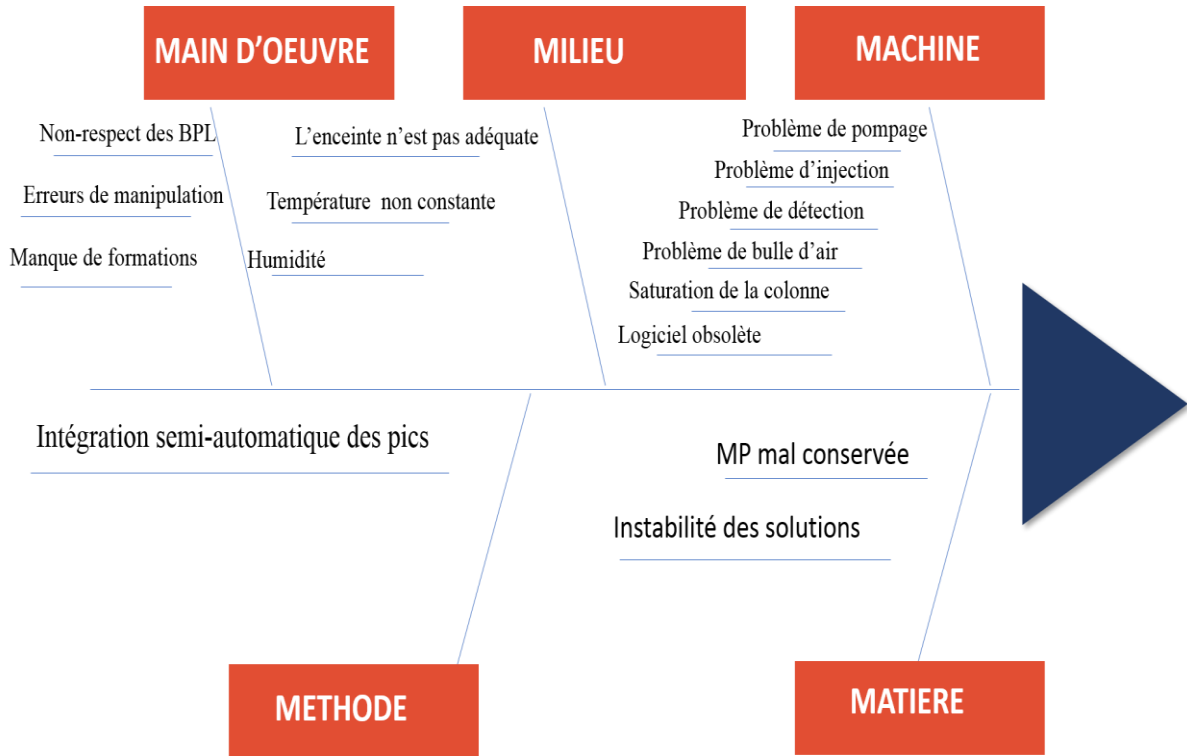 MAIN D'OEUVRE
MILIEU
MACHINE
Non-respect des BPL
Erreurs de manipulation
Manque de formations
L’enceinte n’est pas adéquate
Température non constante
Humidité
Problème de pompage
Problème d’injection
Problème de détection
Problème de bulle d’air
Saturation de la colonne
Logiciel obsolète
Intégration semi-automatique des pics
MP mal conservée
Instabilité des solutions
METHODE
MATIERE